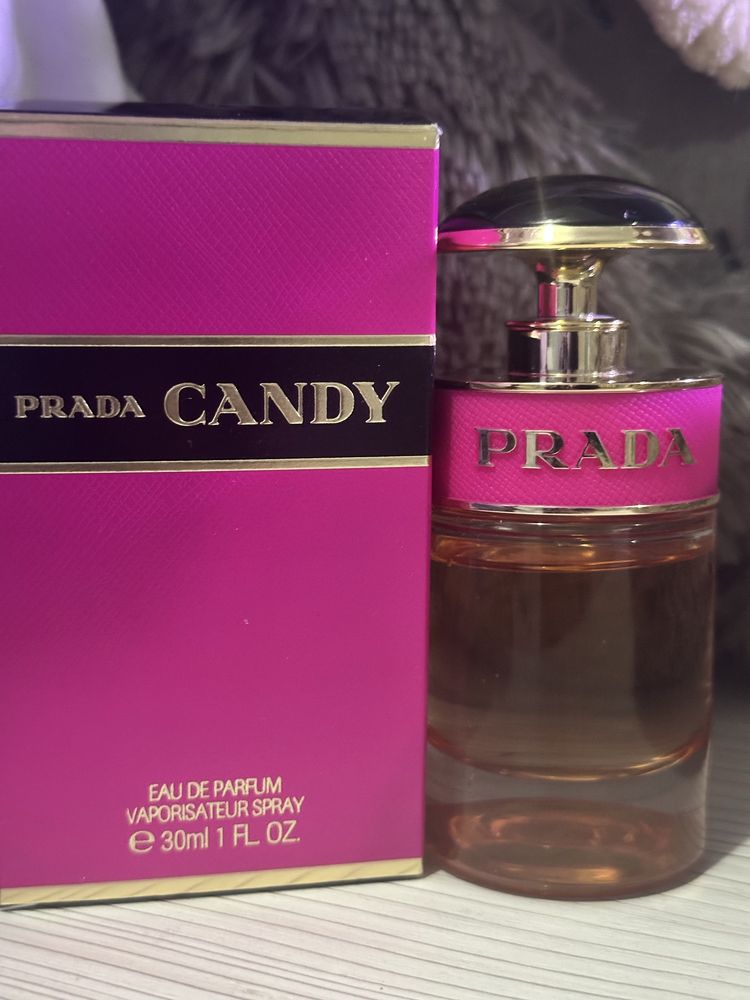 PRADA CANDY
PRADA
EAU DE PARFUM
VAPORISATEUR SPRAY
℮ 30ml 1 FL. OZ.